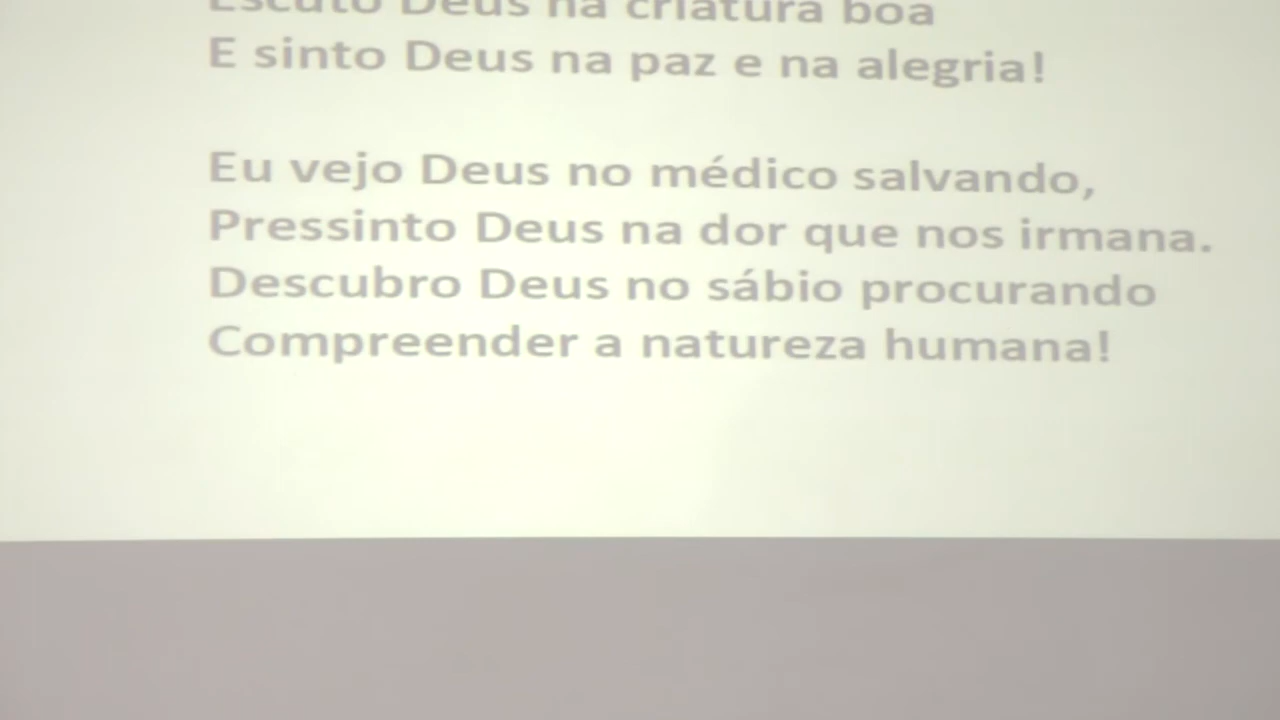 Escuto Deus na criatura boa
E sinto Deus na paz e na alegria!
Eu vejo Deus no médico salvando,
Pressinto Deus na dor que nos irmana.
Descubro Deus no sábio procurando
Compreender a natureza humana!